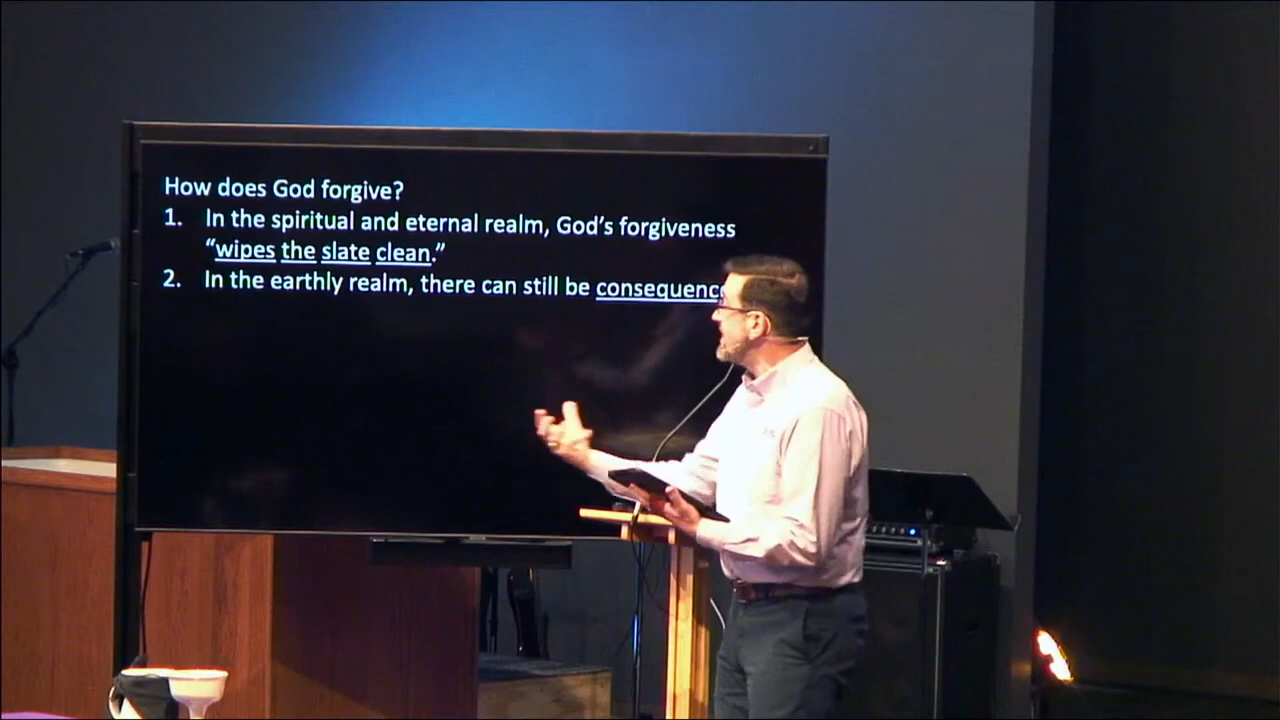 How does God forgive?
1. In the spiritual and eternal realm, God's forgiveness
"wipes the slate clean."
2. In the earthly realm, there can still be